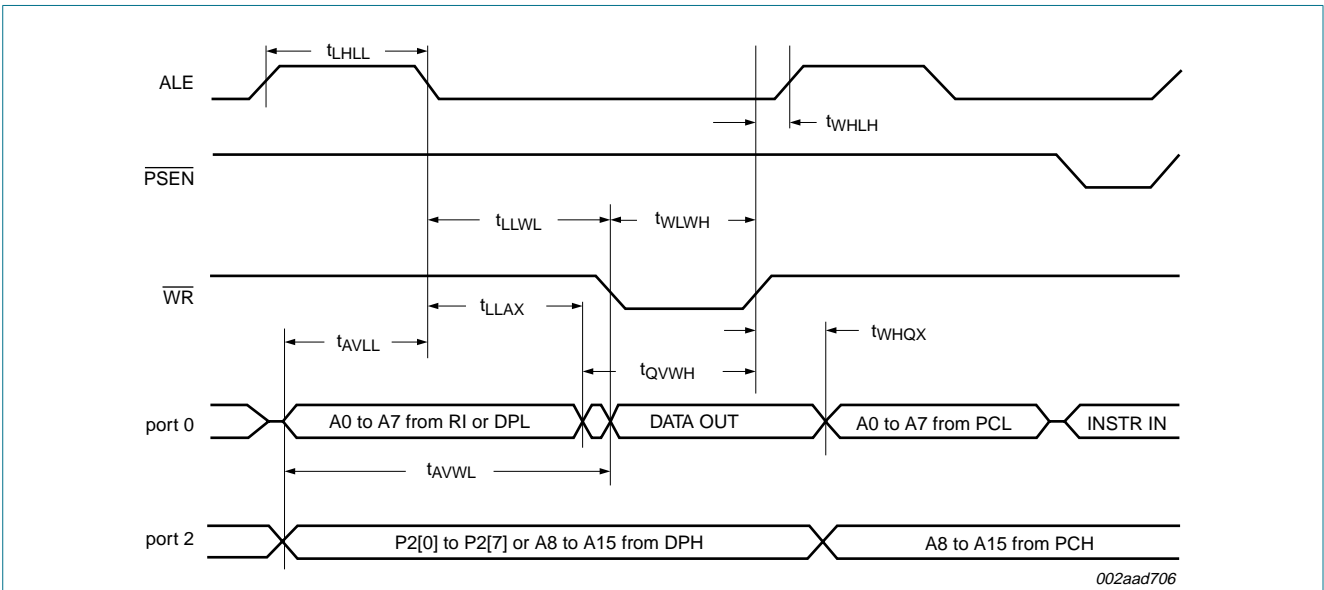 tLHLL
ALE
tWHLH
PSEN
tLLWL
tWLWH
WR
tLLAX
tWHQX
tAVLL
tQVWH
port 0
A0 to A7 from RI or DPL
DATA OUT
A0 to A7 from PCL
INSTR IN
tAVWL
port 2
P2[0] to P2[7] or A8 to A15 from DPH
A8 to A15 from PCH
002aad706